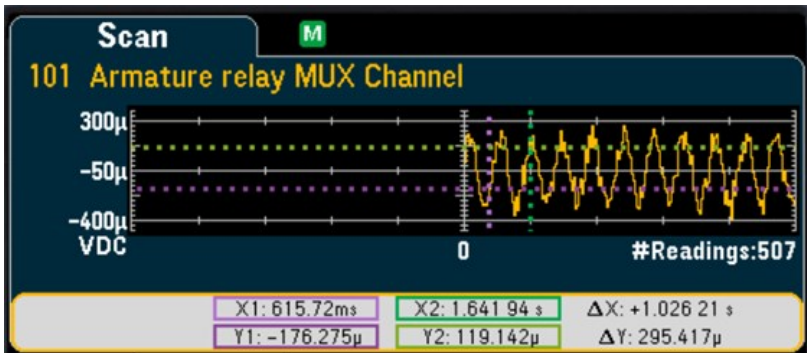 Scan M
101 Armature relay MUX Channel
300µ
-50µ
-400µ
VDC 0 #Readings:507
X1: 615.72ms X2: 1.641 94 s ΔX: +1.026 21 s
Y1: -176.275µ Y2: 119.142µ ΔY: 295.417µ